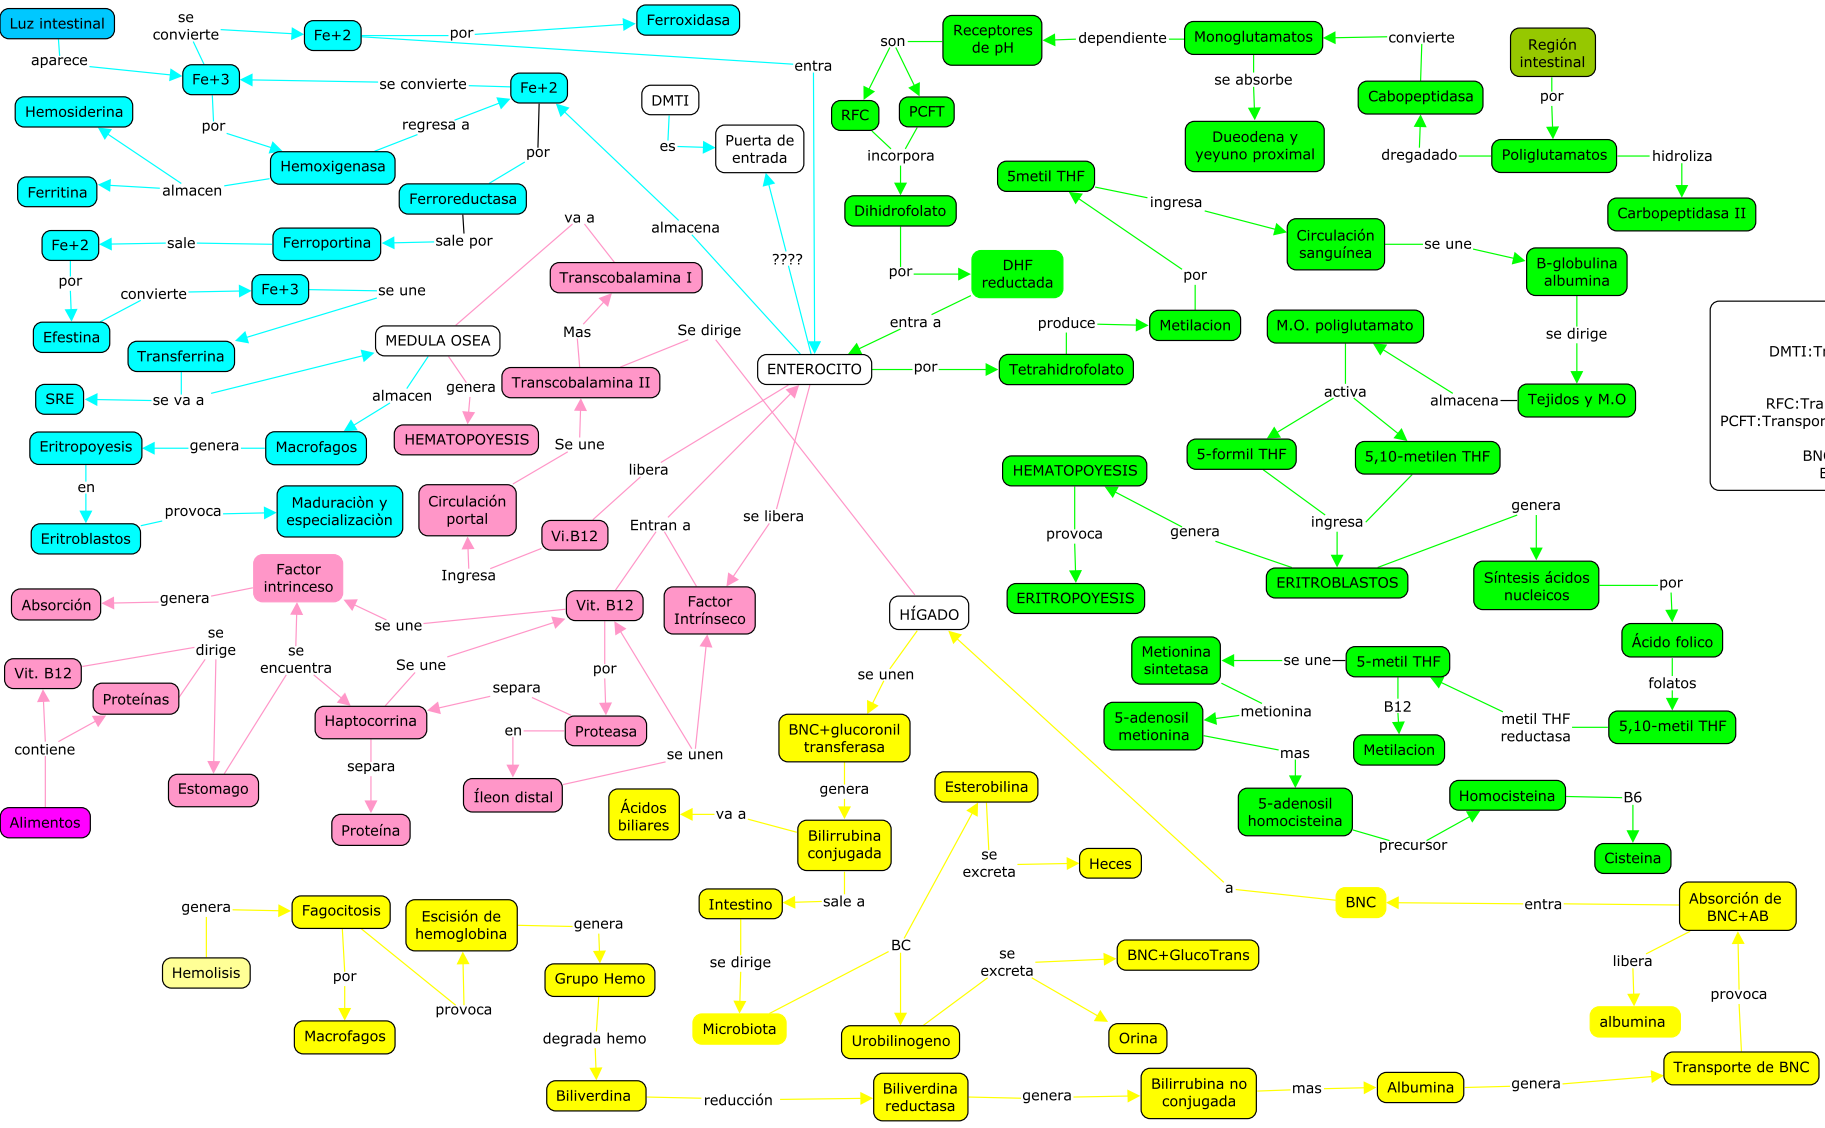 Luz intestinal
aparece
se
convierte
Fe+3
Fe+2
por
Ferroxidasa
entra
se convierte
Fe+2
Hemosiderina
por
regresa a
Hemoxigenasa
almacen
Ferritina
por
Ferroreductasa
sale por
Ferroportina
sale
Fe+2
por
Efestina
convierte
Fe+3
se une
Transferrina
se va a
SRE
MEDULA OSEA
almacen
Macrofagos
genera
Eritropoyesis
en
Eritroblastos
provoca
Maduraciòn y
especializaciòn
DMTI
es
Puerta de
entrada
????
almacena
ENTEROCITO
va a
Transcobalamina I
Mas
Se dirige
Transcobalamina II
genera
HEMATOPOYESIS
Se une
Circulación
portal
Ingresa
Vi.B12
libera
Entran a
se libera
Factor
intrinceso
genera
Absorción
se une
Vit. B12
Factor
Intrínseco
se
encuentra
se
dirige
Vit. B12
Proteínas
contiene
Alimentos
Estomago
Haptocorrina
Se une
separa
Proteína
separa
por
Proteasa
en
Íleon distal
se unen
HÍGADO
Receptores
de pH
son
RFC
PCFT
incorpora
Dihidrofolato
por
DHF
reductada
entra a
por
Tetrahidrofolato
produce
Metilacion
por
5metil THF
ingresa
Circulación
sanguínea
se une
B-globulina
albumina
se dirige
Tejidos y M.O
almacena
M.O. poliglutamato
activa
5-formil THF
5,10-metilen THF
ingresa
ERITROBLASTOS
genera
HEMATOPOYESIS
provoca
ERITROPOYESIS
genera
Síntesis ácidos
nucleicos
por
Ácido folico
folatos
5,10-metil THF
metil THF
reductasa
5-metil THF
B12
Metilacion
se une
Metionina
sintetasa
metionina
5-adenosil
metionina
mas
5-adenosil
homocisteina
precursor
Homocisteina
B6
Cisteina
dependiente
Monoglutamatos
se absorbe
Dueodena y
yeyuno proximal
convierte
Cabopeptidasa
dregadado
Región
intestinal
por
Poliglutamatos
hidroliza
Carbopeptidasa II
DMTI:Tr
RFC:Tra
PCFT:Transpor
BNC
B
se unen
BNC+glucoronil
transferasa
genera
Bilirrubina
conjugada
va a
Ácidos
biliares
sale a
Intestino
se dirige
Microbiota
BC
Esterobilina
se
excreta
Heces
Urobilinogeno
se
excreta
BNC+GlucoTrans
Orina
Hemolisis
genera
Fagocitosis
por
Macrofagos
provoca
Escisión de
hemoglobina
genera
Grupo Hemo
degrada hemo
Biliverdina
reducción
Biliverdina
reductasa
genera
Bilirrubina no
conjugada
mas
Albumina
genera
Transporte de BNC
provoca
Absorción de
BNC+AB
libera
albumina
entra
BNC
a